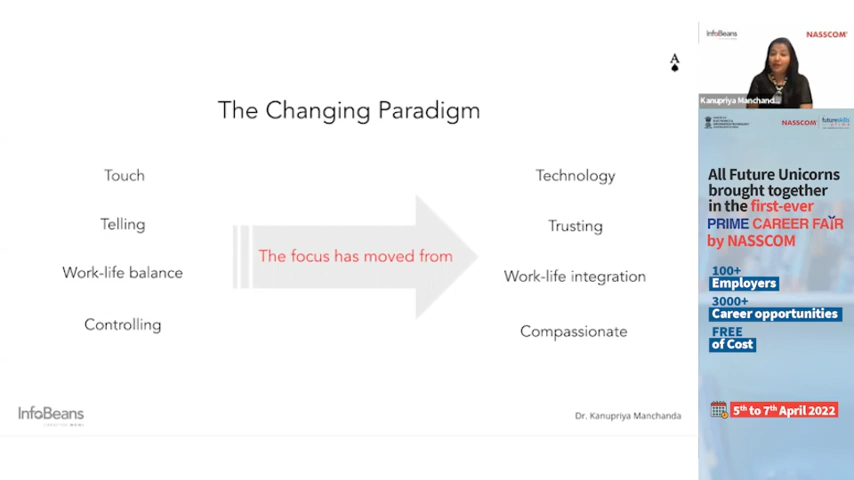 The Changing Paradigm
Touch
Telling
Work-life balance
Controlling
The focus has moved from
Technology
Trusting
Work-life integration
Compassionate
InfoBeans
Dr. Kanupriya Manchanda
A
InfoBeans
NASSCOM
Kanupriya Manchand...
NASSCOM
futureskills
All Future Unicorns
brought together
in the first-ever
PRIME CAREER FAIR
by NASSCOM
100+
Employers
3000+
Career opportunities
FREE
of Cost
5th to 7th April 2022